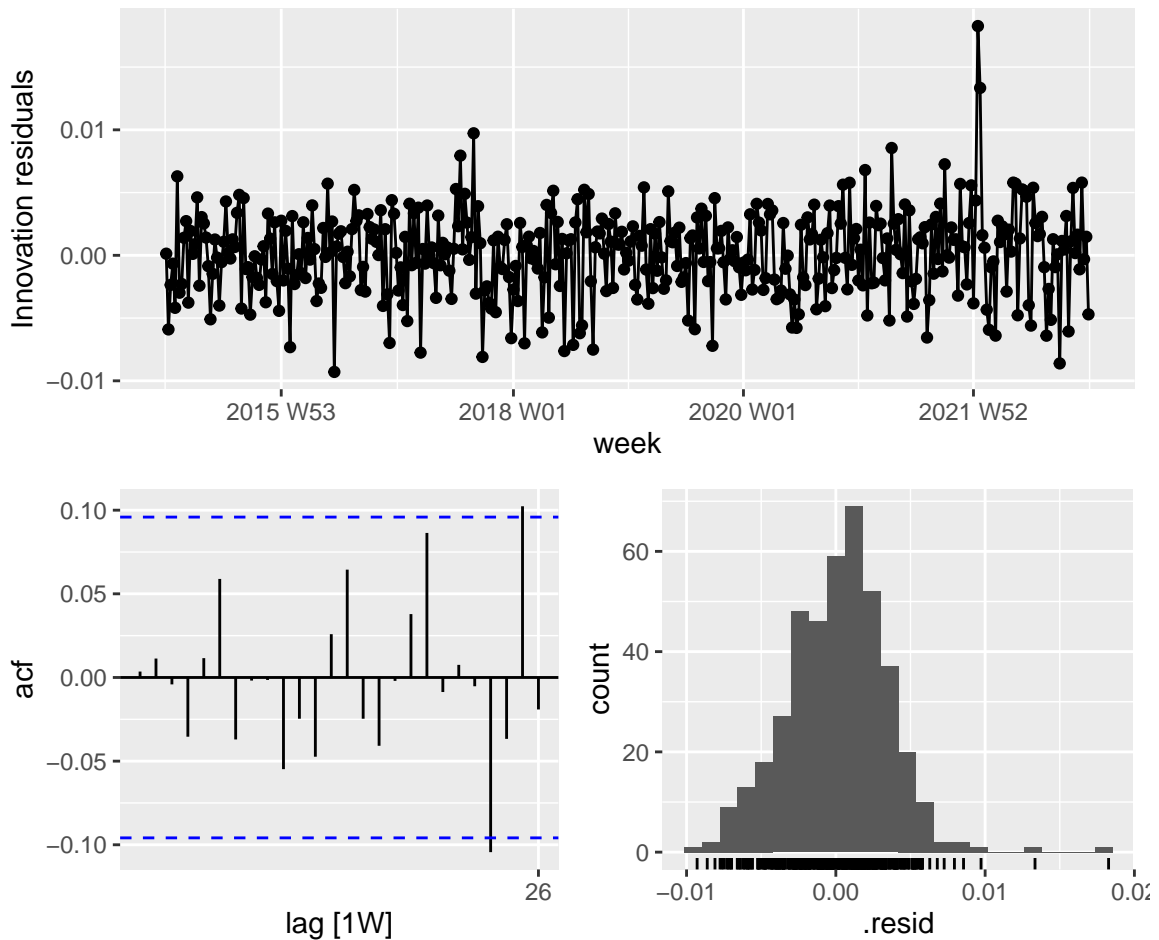 Innovation residuals
0.01
0.00
−0.01
2015 W53
2018 W01
2020 W01
2021 W52
week
acf
0.10
0.05
0.00
−0.05
−0.10
26
lag [1W]
count
60
40
20
0
−0.01
0.00
0.01
0.02
.resid